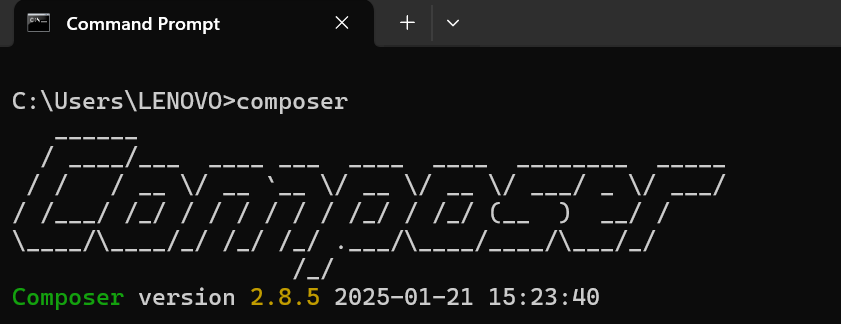 Command Prompt
C:\Users\LENOVO>composer
   ______
  / ____/___  ____ ___  ____  ____  ________  _____
 / /   / __ \/ __ `__ \/ __ \/ __ \/ ___/ _ \/ ___/
/ /___/ /_/ / / / / / / /_/ / /_/ (__  )  __/ /
\____/\____/_/ /_/ /_/ .___/\____/____/\___/_/
                    /_/
Composer version 2.8.5 2025-01-21 15:23:40